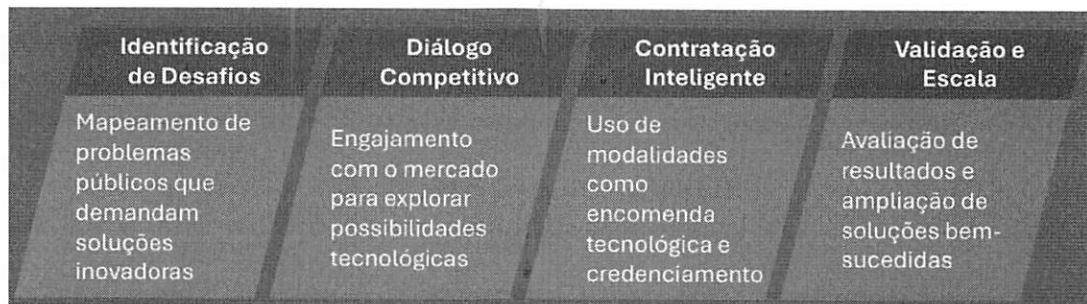 Identificação
de Desafios
Mapeamento de
problemas
públicos que
demandam
soluções
inovadoras
Diálogo
Competitivo
Engajamento
com o mercado
para explorar
possibilidades
tecnológicas
Contratação
Inteligente
Uso de
modalidades
como
encomenda
tecnológica e
credenciamento
Validação e
Escala
Avaliação de
resultados e
ampliação de
soluções bem-
sucedidas